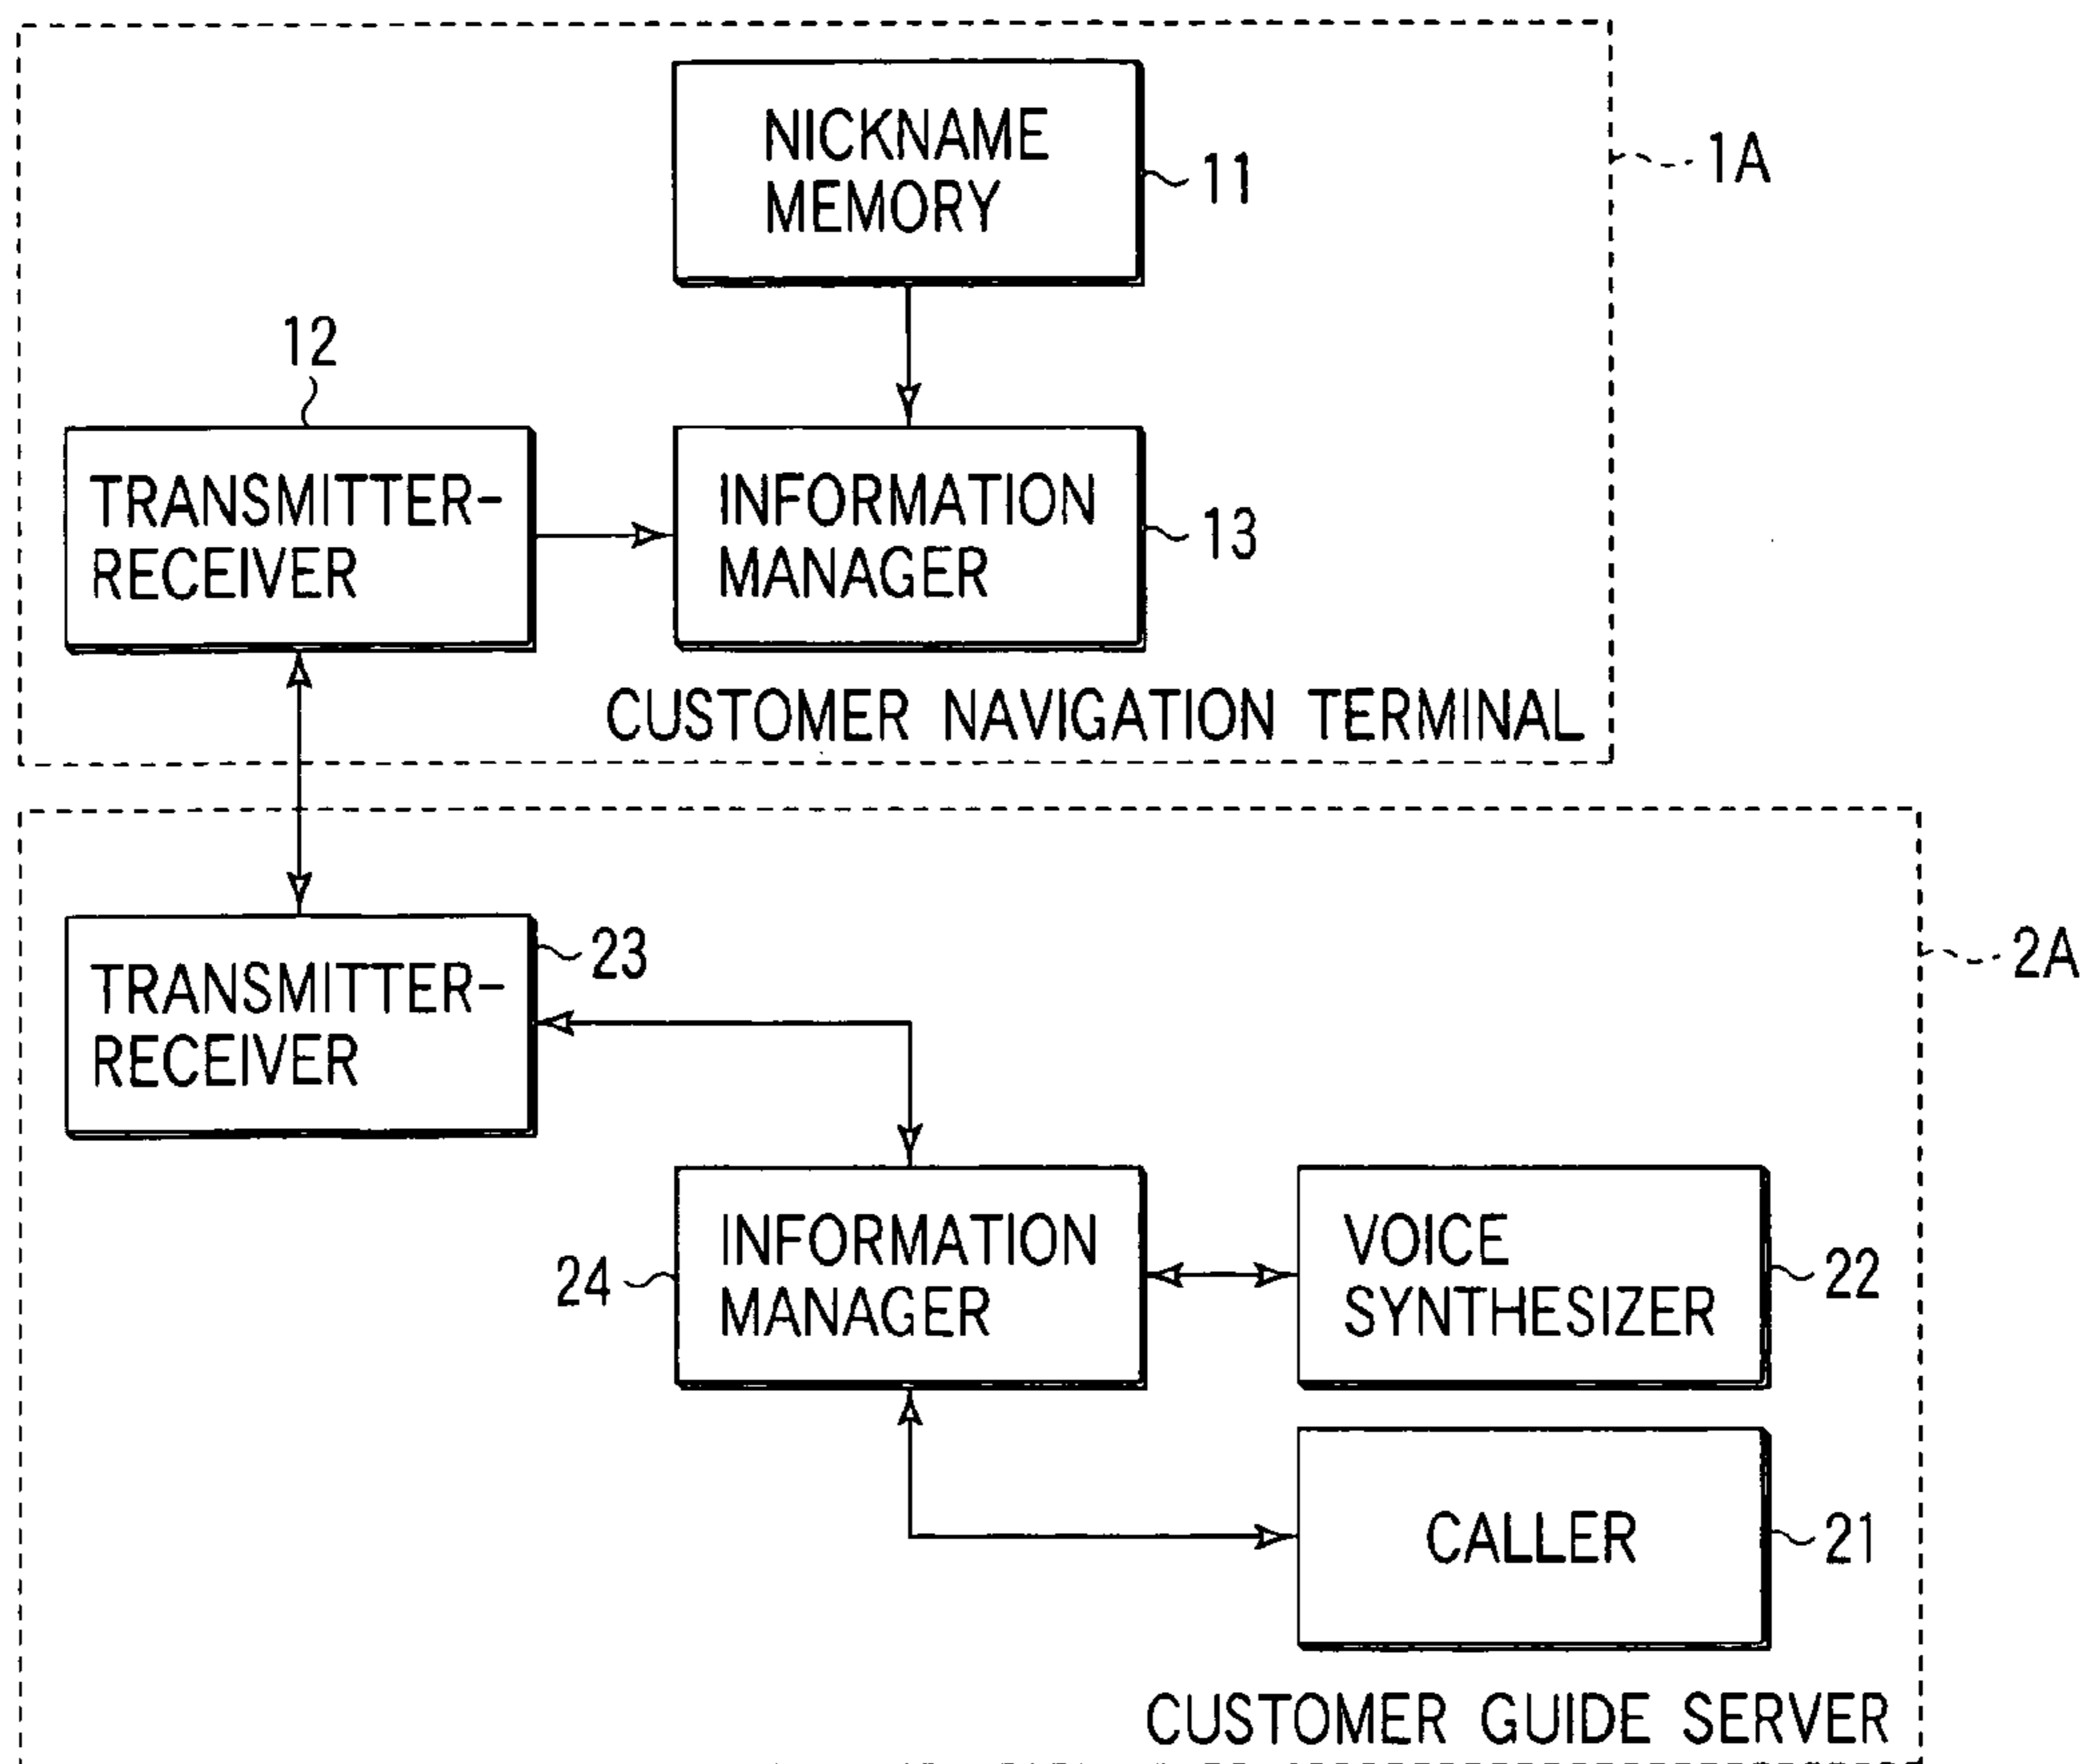 NICKNAME
MEMORY
11
1A
12
TRANSMITTER-
RECEIVER
INFORMATION
MANAGER
13
CUSTOMER NAVIGATION TERMINAL
TRANSMITTER-
RECEIVER
23
2A
INFORMATION
MANAGER
24
VOICE
SYNTHESIZER
22
CALLER
21
CUSTOMER GUIDE SERVER